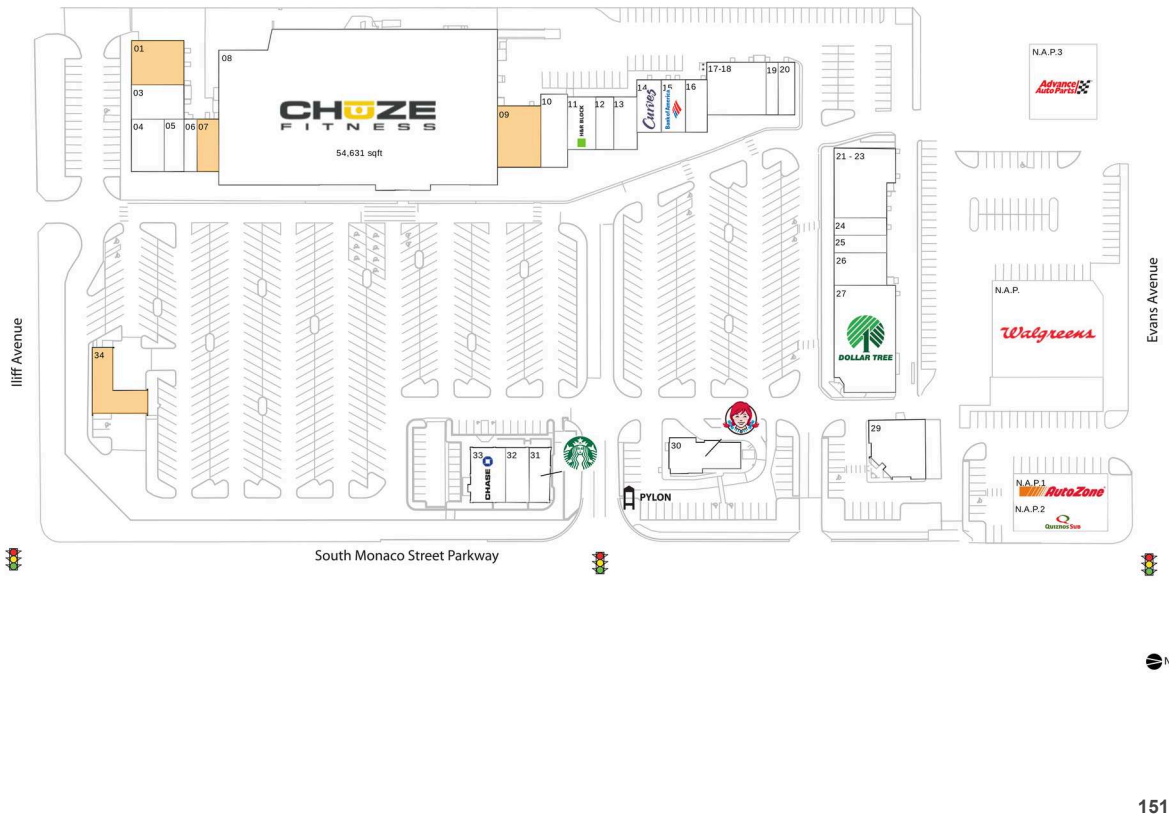 01
03
04
05
06
07
08
CHUZE
FITNESS
54,631 sqft
09
10
11
H&R BLOCK
12
13
14
Curves
15
Bank of America
16
17-18
19
20
N.A.P.3
Advance
Auto Parts
21 - 23
24
25
26
27
DOLLAR TREE
N.A.P.
Walgreens
Iliff Avenue
Evans Avenue
34
33
CHASE
32
31
30
29
PYLON
N.A.P.1
AutoZone
N.A.P.2
Quiznos Sub
South Monaco Street Parkway
N
151